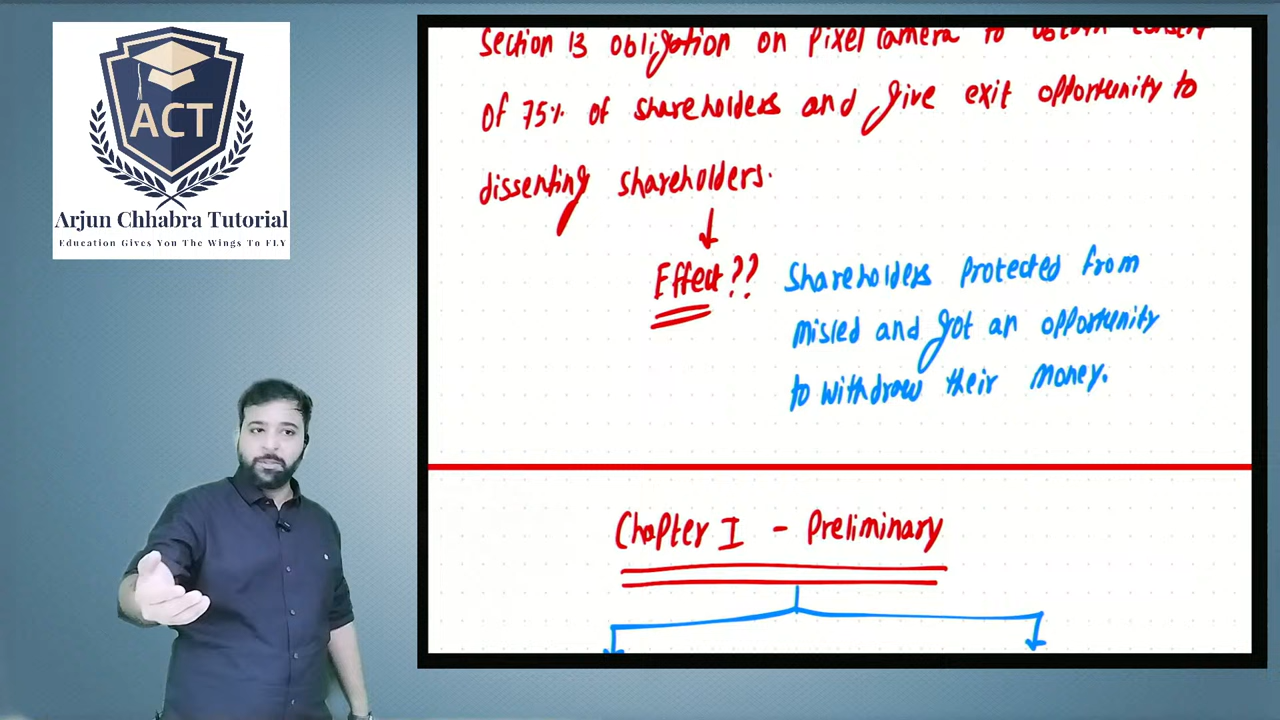 ACT
Arjun Chhabra Tutorial
Education Gives You The Wings To FLY
Section 13 obligation on Pixel camera to obtain consent
Of 75% of shareholders and give exit opportunity to
dissenting shareholders.
Effect?? Shareholders protected from
misled and got an opportunity
to withdraw their money.
Chapter I - Preliminary